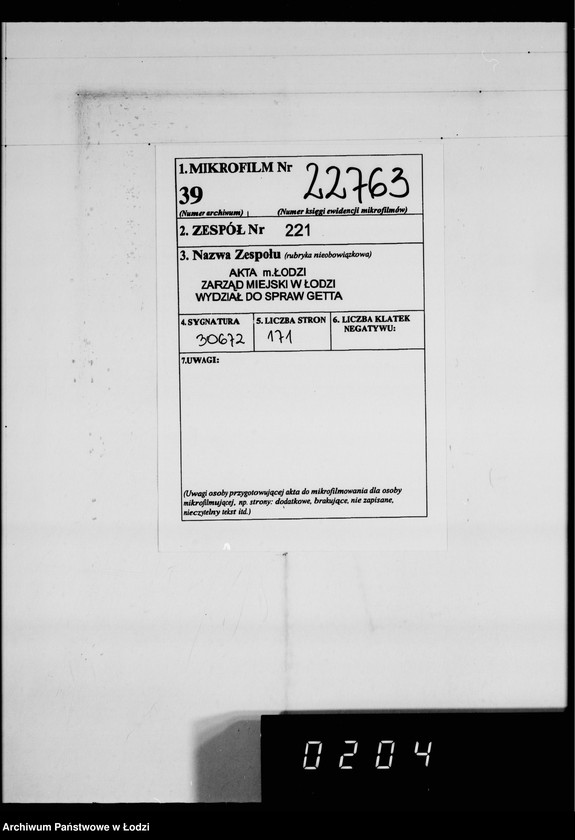 1. MIKROFILM Nr
39 22763
(Numer archiwum) (Numer księgi ewidencji mikrofilmów)
2. ZESPÓŁ Nr 221
3. Nazwa Zespołu (rubryka nieobowiązkowa)
AKTA m.ŁODZI
ZARZĄD MIEJSKI W ŁODZI
WYDZIAŁ DO SPRAW GETTA
4. SYGNATURA 5. LICZBA STRON 6. LICZBA KLATEK
NEGATYWU:
30672 171
7.UWAGI:
(Uwagi osoby przygotowującej akta do mikrofilmowania dla osoby
mikrofilmującej, np. strony: dodatkowe, brakujące, nie zapisane,
nieczytelny tekst itd.)
0204
Archiwum Państwowe w Łodzi